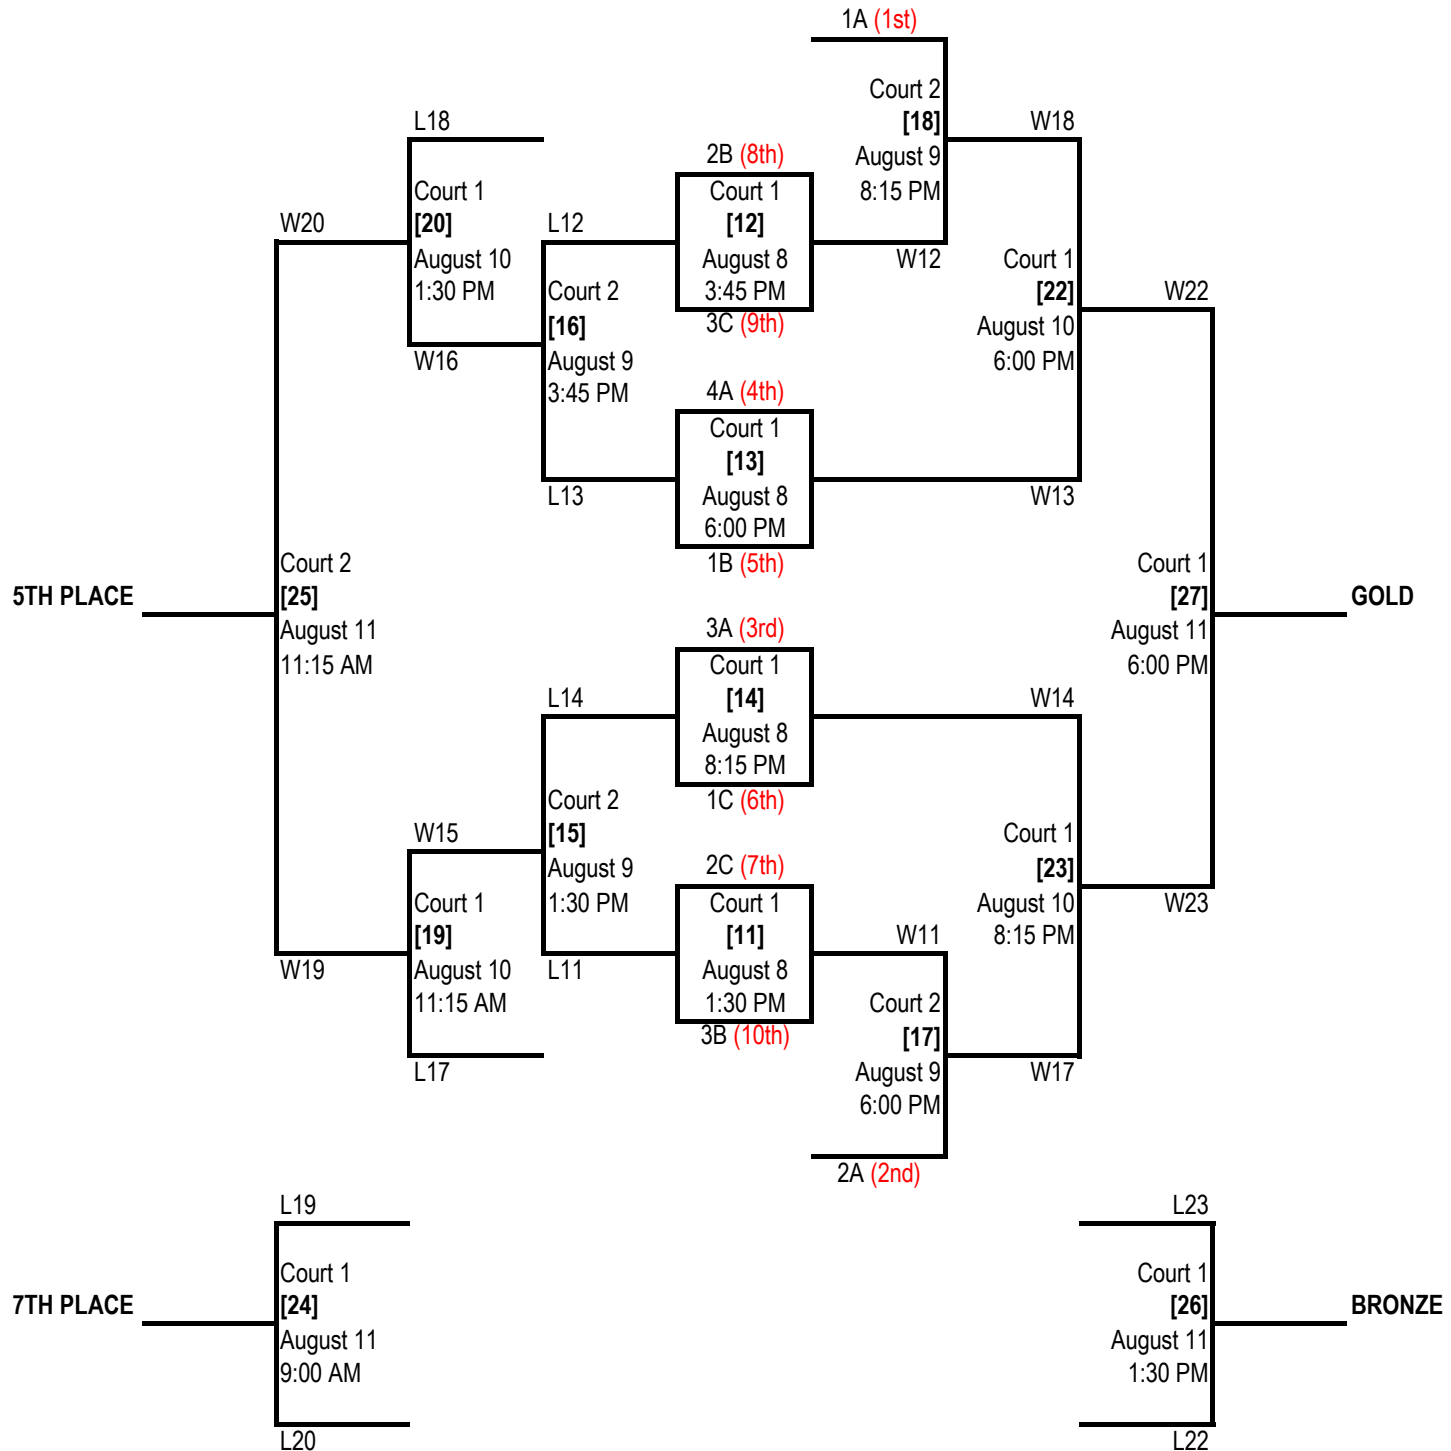 1A (1st)
Court 2
[18]
August 9
8:15 PM
W12
L18
Court 1
[20]
August 10
1:30 PM
W16
W18
Court 1
[22]
August 10
6:00 PM
W13
2B (8th)
Court 1
[12]
August 8
3:45 PM
3C (9th)
W20
L12
Court 2
[16]
August 9
3:45 PM
L13
W22
4A (4th)
Court 1
[13]
August 8
6:00 PM
1B (5th)
5TH PLACE
Court 2
[25]
August 11
11:15 AM
W19
Court 1
[27]
August 11
6:00 PM
W23
GOLD
3A (3rd)
Court 1
[14]
August 8
8:15 PM
1C (6th)
L14
Court 2
[15]
August 9
1:30 PM
L11
W14
Court 1
[23]
August 10
8:15 PM
W17
W15
Court 1
[19]
August 10
11:15 AM
L17
2C (7th)
Court 1
[11]
August 8
1:30 PM
3B (10th)
W11
Court 2
[17]
August 9
6:00 PM
2A (2nd)
L19
Court 1
7TH PLACE
[24]
August 11
9:00 AM
L20
L23
Court 1
[26]
BRONZE
August 11
1:30 PM
L22